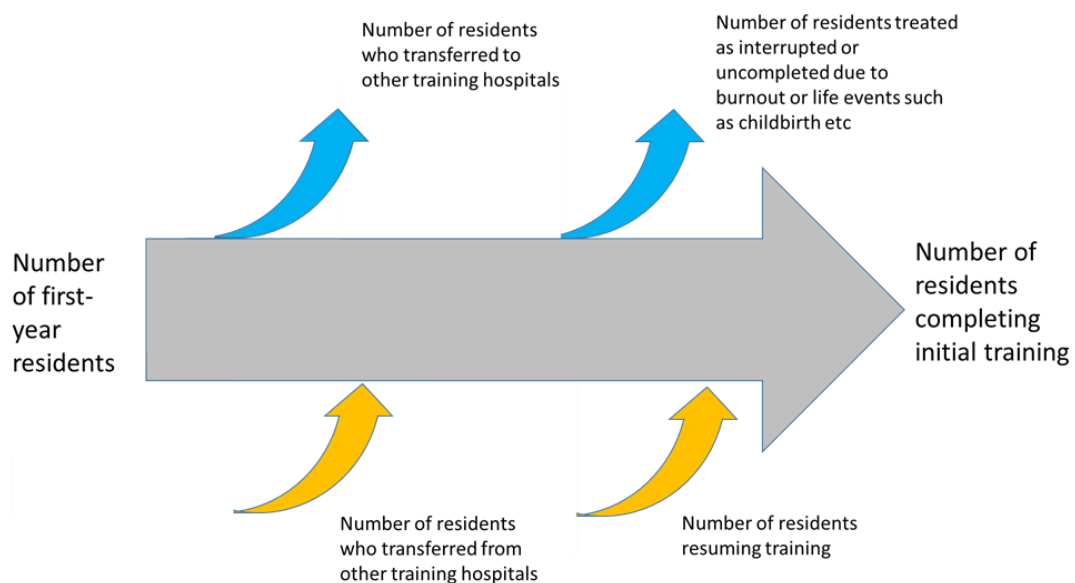 Number of residents
who transferred to
other training hospitals
Number of residents treated
as interrupted or
uncompleted due to
burnout or life events such
as childbirth etc
Number
of first-
year
residents
Number of
residents
completing
initial training
Number of residents
who transferred from
other training hospitals
Number of residents
resuming training